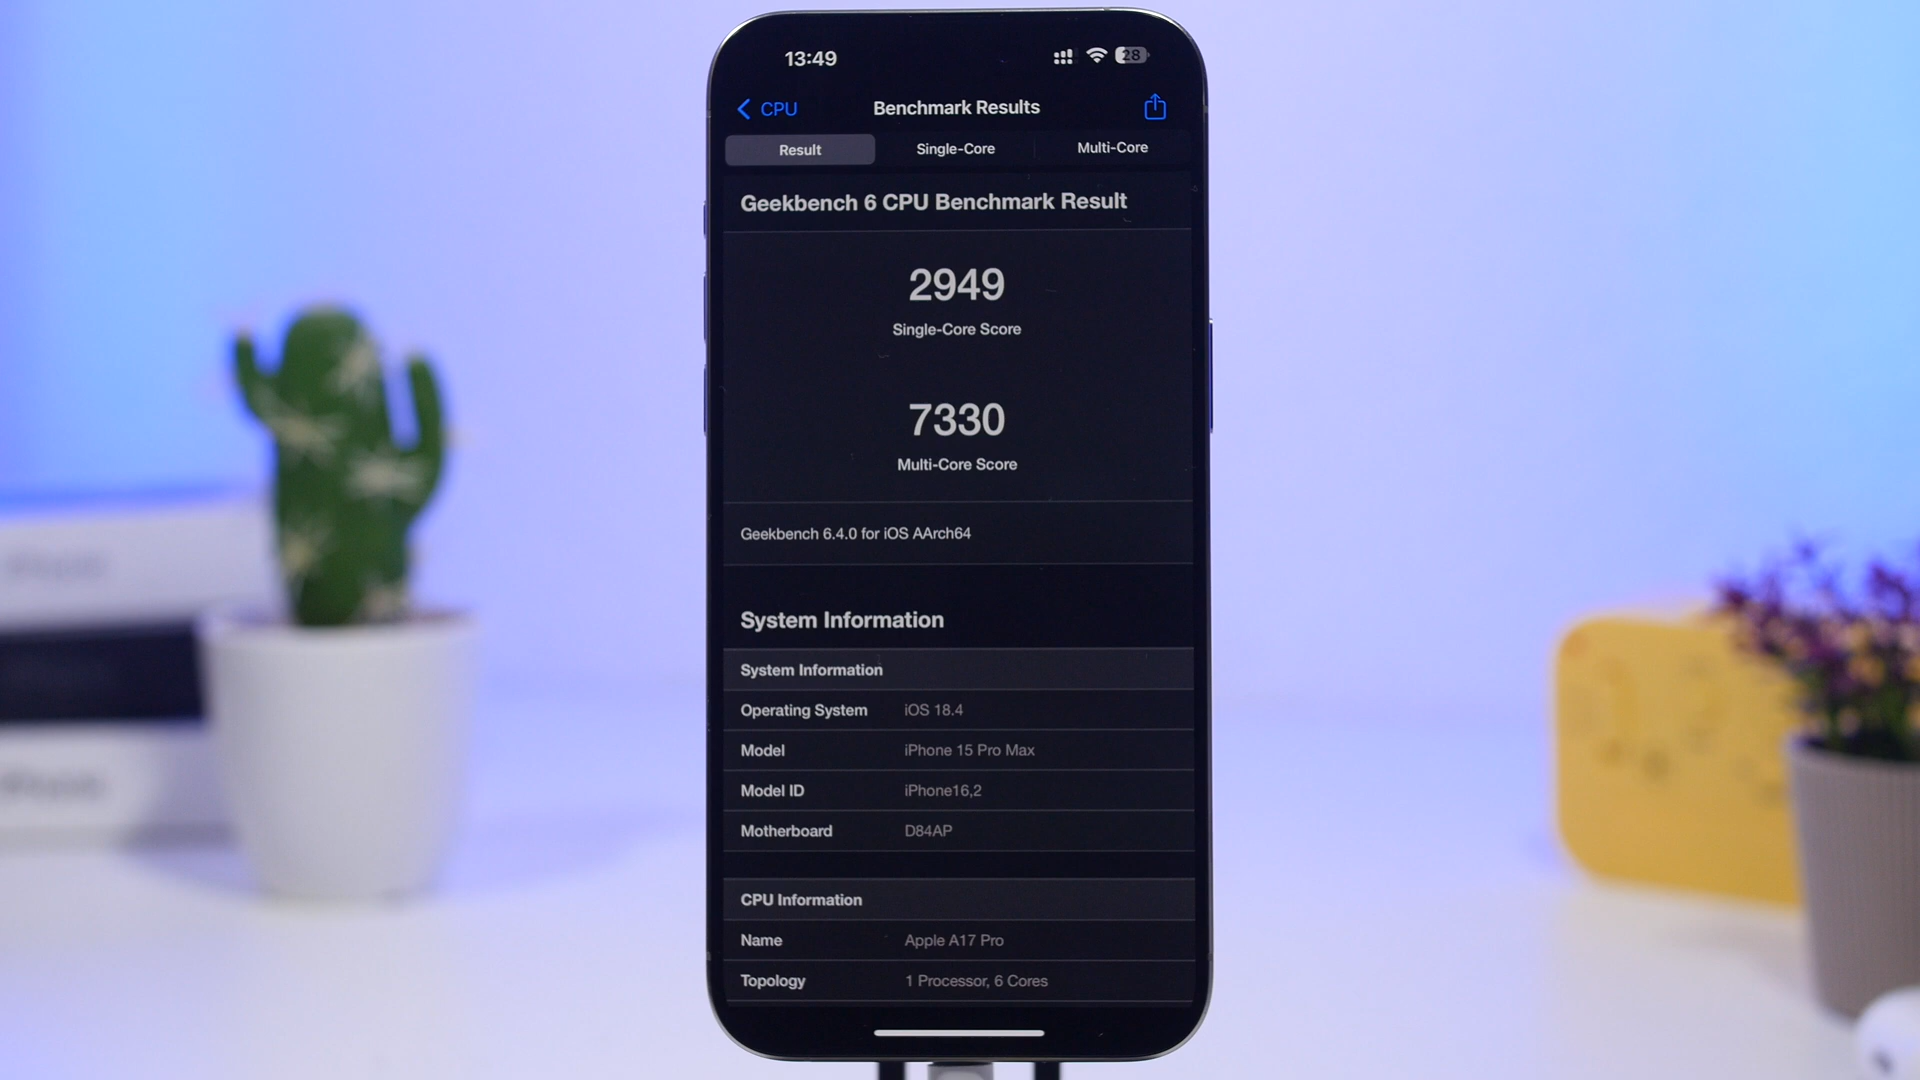 13:49
28
CPU
Benchmark Results
Result Single-Core Multi-Core
Geekbench 6 CPU Benchmark Result
2949
Single-Core Score
7330
Multi-Core Score
Geekbench 6.4.0 for iOS AArch64
System Information
System Information
Operating System iOS 18.4
Model iPhone 15 Pro Max
Model ID iPhone16,2
Motherboard D84AP
CPU Information
Name Apple A17 Pro
Topology 1 Processor, 6 Cores